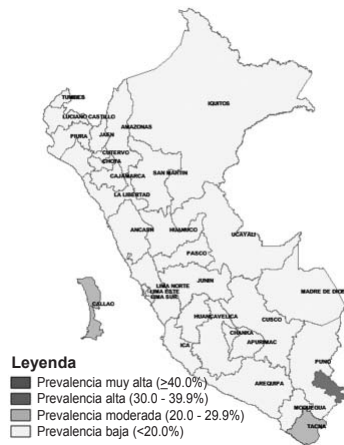 TUMBES
LUCIANO CASTILLO
PIURA
JAEN
AMAZONAS
IQUITOS
CUTERVO
CHOTA
CAJAMARCA
SAN MARTIN
LA LIBERTAD
ANCASH
HUANUCO
UCAYALI
PASCO
CALLAO
LIMA NORTE
LIMA ESTE
LIMA SUR
JUNIN
MADRE DE DIOS
HUANCAVELICA
CUSCO
CHANKA
APURIMAC
ICA
PUNO
AREQUIPA
MOQUEGUA
TACNA
Leyenda
Prevalencia muy alta (≥40.0%)
Prevalencia alta (30.0 - 39.9%)
Prevalencia moderada (20.0 - 29.9%)
Prevalencia baja (<20.0%)